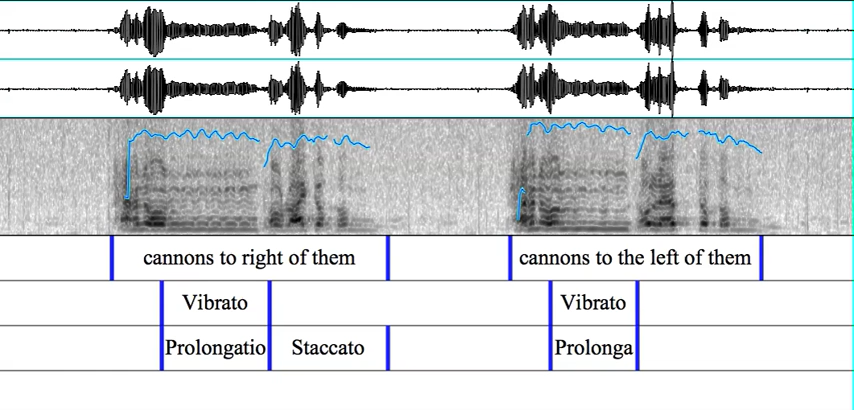 cannons to right of them cannons to the left of them
Vibrato Vibrato
Prolongatio Staccato Prolonga